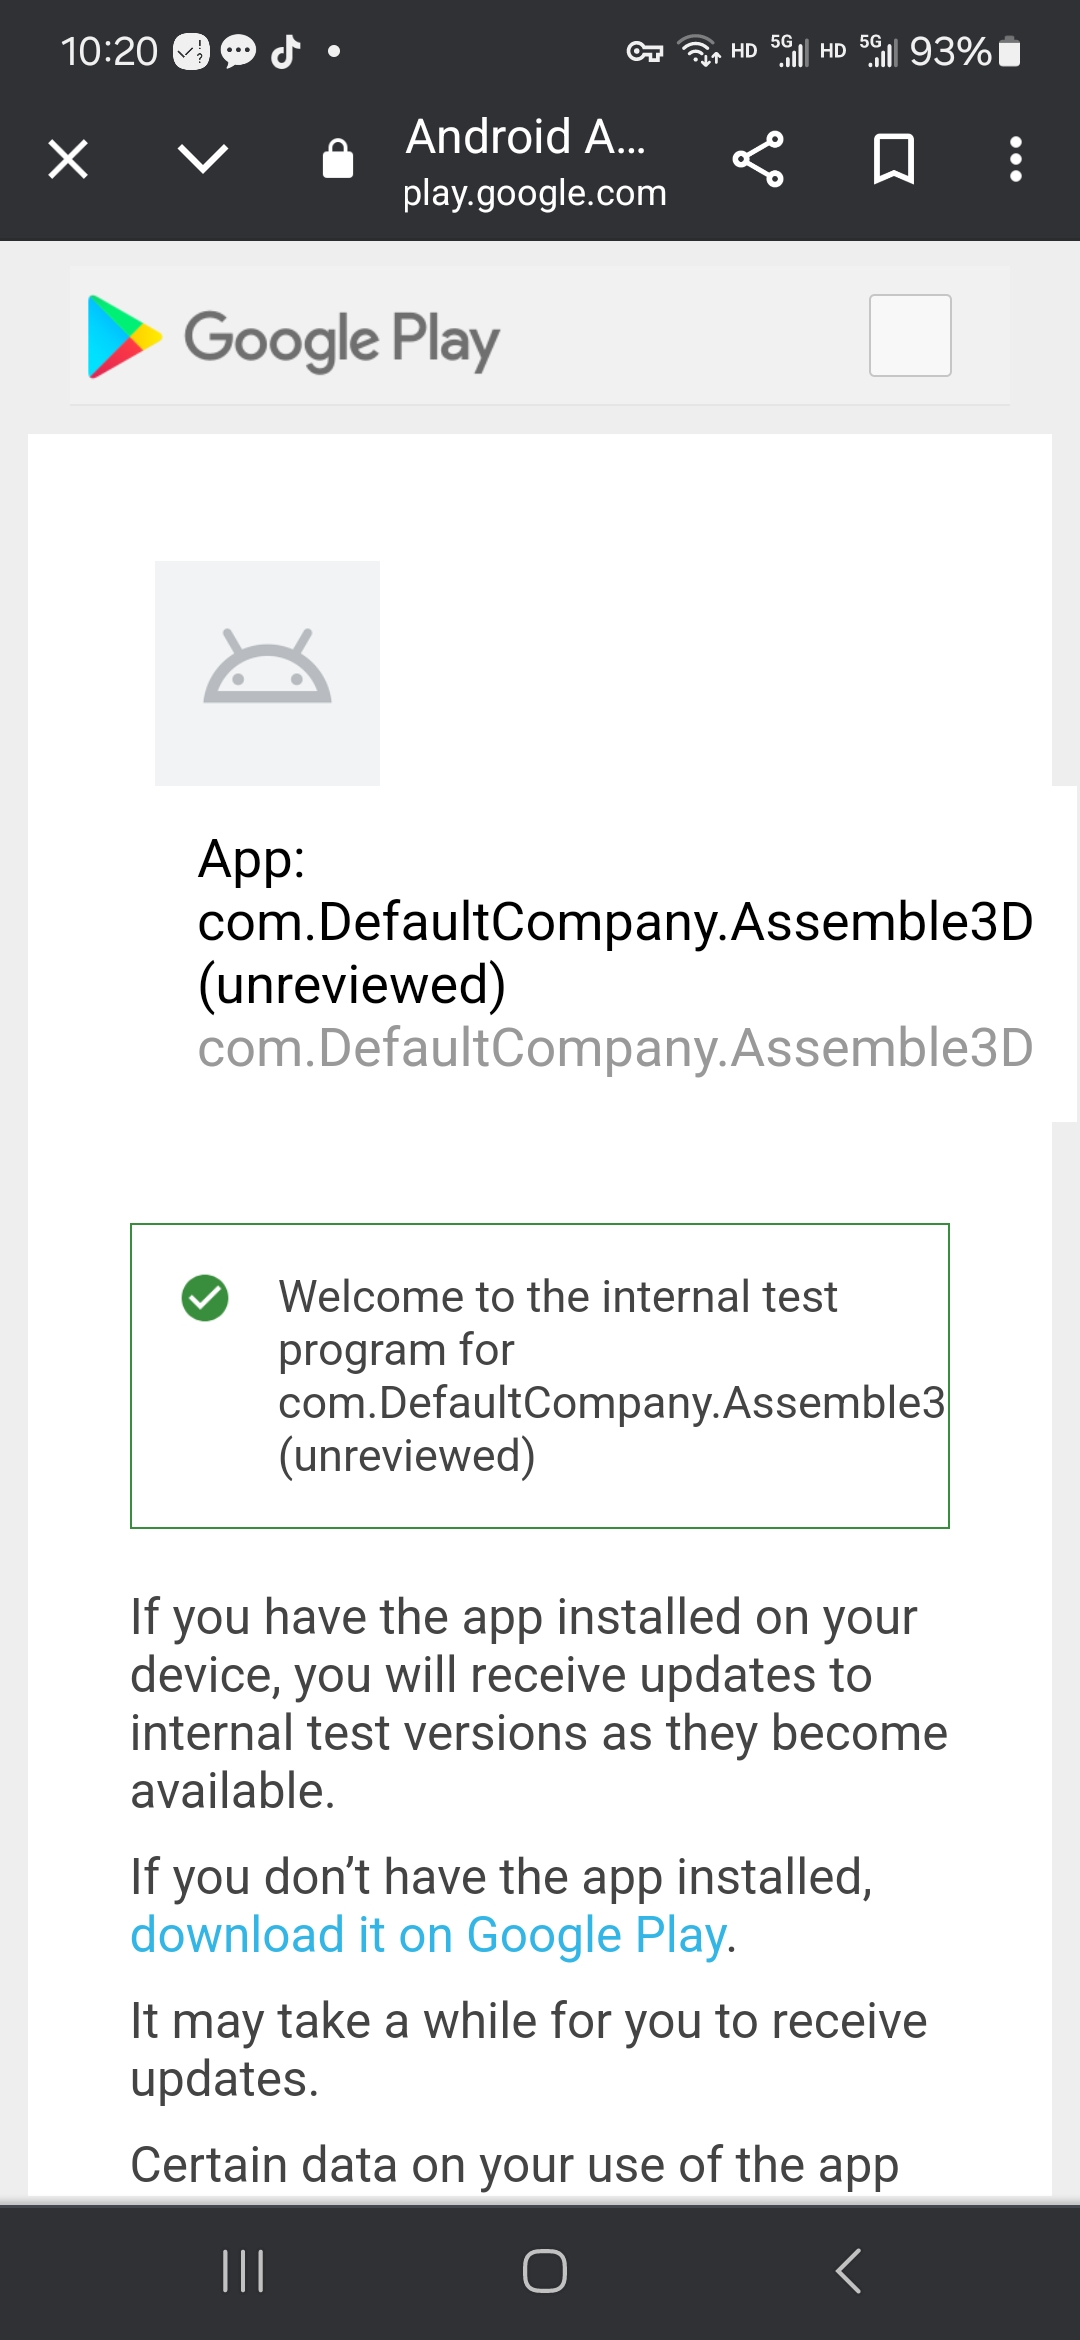 10:20
HD 5G HD 5G 93%
Android A...
play.google.com
Google Play
App:
com.DefaultCompany.Assemble3D
(unreviewed)
com.DefaultCompany.Assemble3D
Welcome to the internal test
program for
com.DefaultCompany.Assemble3
(unreviewed)
If you have the app installed on your
device, you will receive updates to
internal test versions as they become
available.
If you don’t have the app installed,
download it on Google Play.
It may take a while for you to receive
updates.
Certain data on your use of the app